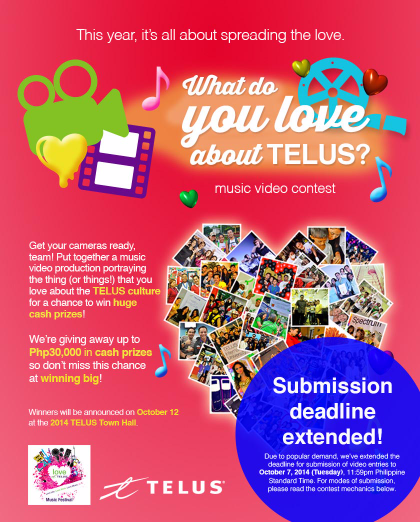 This year, it's all about spreading the love.
What do
you love
about TELUS?
music video contest
Get your cameras ready,
team! Put together a music
video production portraying
the thing (or things!) that you
love about the TELUS culture
for a chance to win huge
cash prizes!
We're giving away up to
Php30,000 in cash prizes
so don't miss this chance
at winning big!
Winners will be announced on October 12
at the 2014 TELUS Town Hall.
Spectrum
Submission
deadline
extended!
Due to popular demand, we've extended the
deadline for submission of video entries to
October 7, 2014 (Tuesday), 11:59pm Philippine
Standard Time. For modes of submission,
please read the contest mechanics below.
love
Music Festival
TELUS®